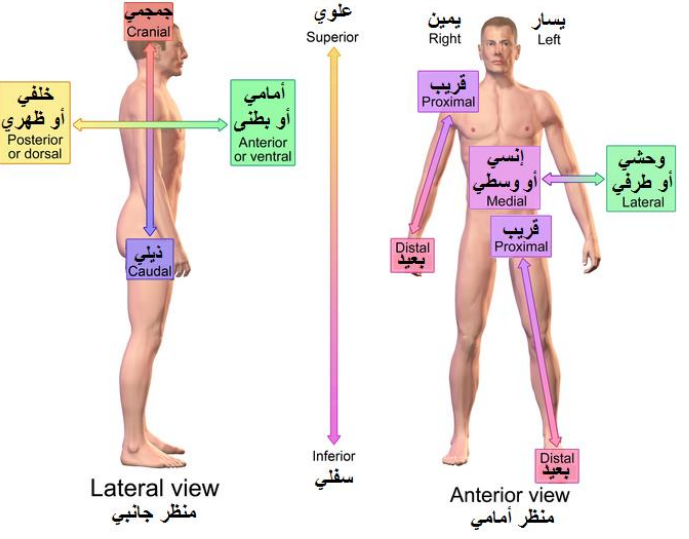 جمجمي
Cranial
خلفي
أو ظهري
Posterior
or dorsal
أمامي
أو بطنى
Anterior
or ventral
ذيلي
Caudal
Lateral view
منظر جانبي
علوي
Superior
Inferior
سفلي
يمين
Right
يسار
Left
قريب
Proximal
إنسي
أو وسطي
Medial
وحشي
أو طرفي
Lateral
Distal
بعيد
قريب
Proximal
Distal
بعيد
Anterior view
منظر أمامي